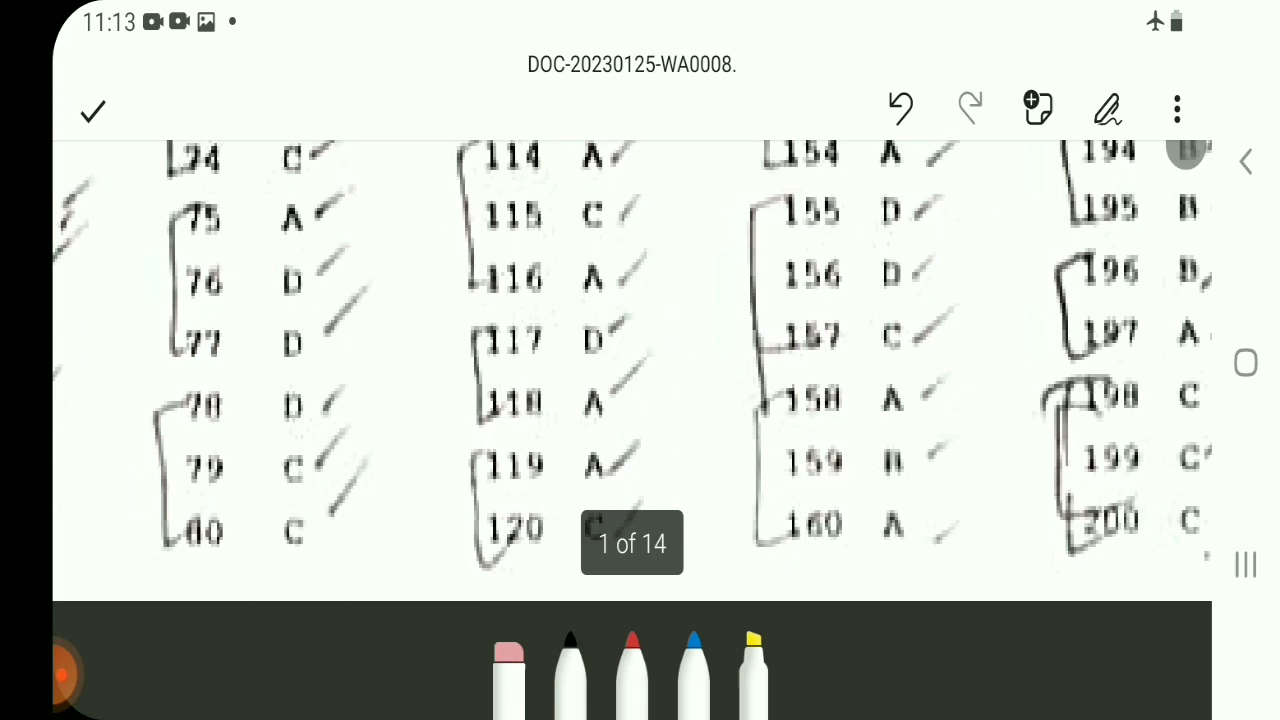 11:13
DOC-20230125-WA0008.
74 C 114 A 154 A 194
75 A 115 C 155 D 195 B
76 D 116 A 156 D 196 B
77 D 117 D 157 C 197 A
78 D 118 A 158 A 198 C
79 C 119 A 159 B 199 C
80 C 120 C 160 A 200 C
1 of 14